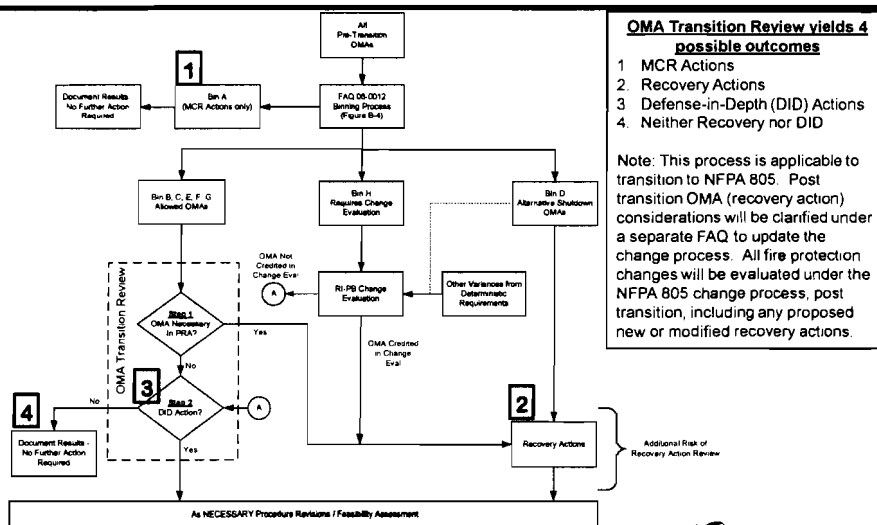 All
Pre-Transition
OMAs
1
Document Results
No Further Action
Required
Bin A
(MCR Actions only)
FAQ 08-0012
Binning Process
(Figure B-4)
Bin B, C, E, F G
Allowed OMAs
Bin H
Requires Change
Evaluation
Bin D
Alternative Shutdown
OMAs
OMA Not
Credited in
Change Eval
A
RI-PB Change
Evaluation
Other Variances from
Deterministic
Requirements
OMA Transition Review
Step 1
OMA Necessary
in PRA?
Yes
OMA Credited
in Change
Eval
No
3
Step 2
DID Action?
A
No
4
Document Results -
No Further Action
Required
Yes
2
Recovery Actions
Additional Risk of
Recovery Action Review
As NECESSARY Procedure Revisions / Feasibility Assessment
OMA Transition Review yields 4
possible outcomes
1 MCR Actions
2. Recovery Actions
3 Defense-in-Depth (DID) Actions
4. Neither Recovery nor DID
Note: This process is applicable to
transition to NFPA 805. Post
transition OMA (recovery action)
considerations will be clarified under
a separate FAQ to update the
change process. All fire protection
changes will be evaluated under the
NFPA 805 change process, post
transition, including any proposed
new or modified recovery actions.